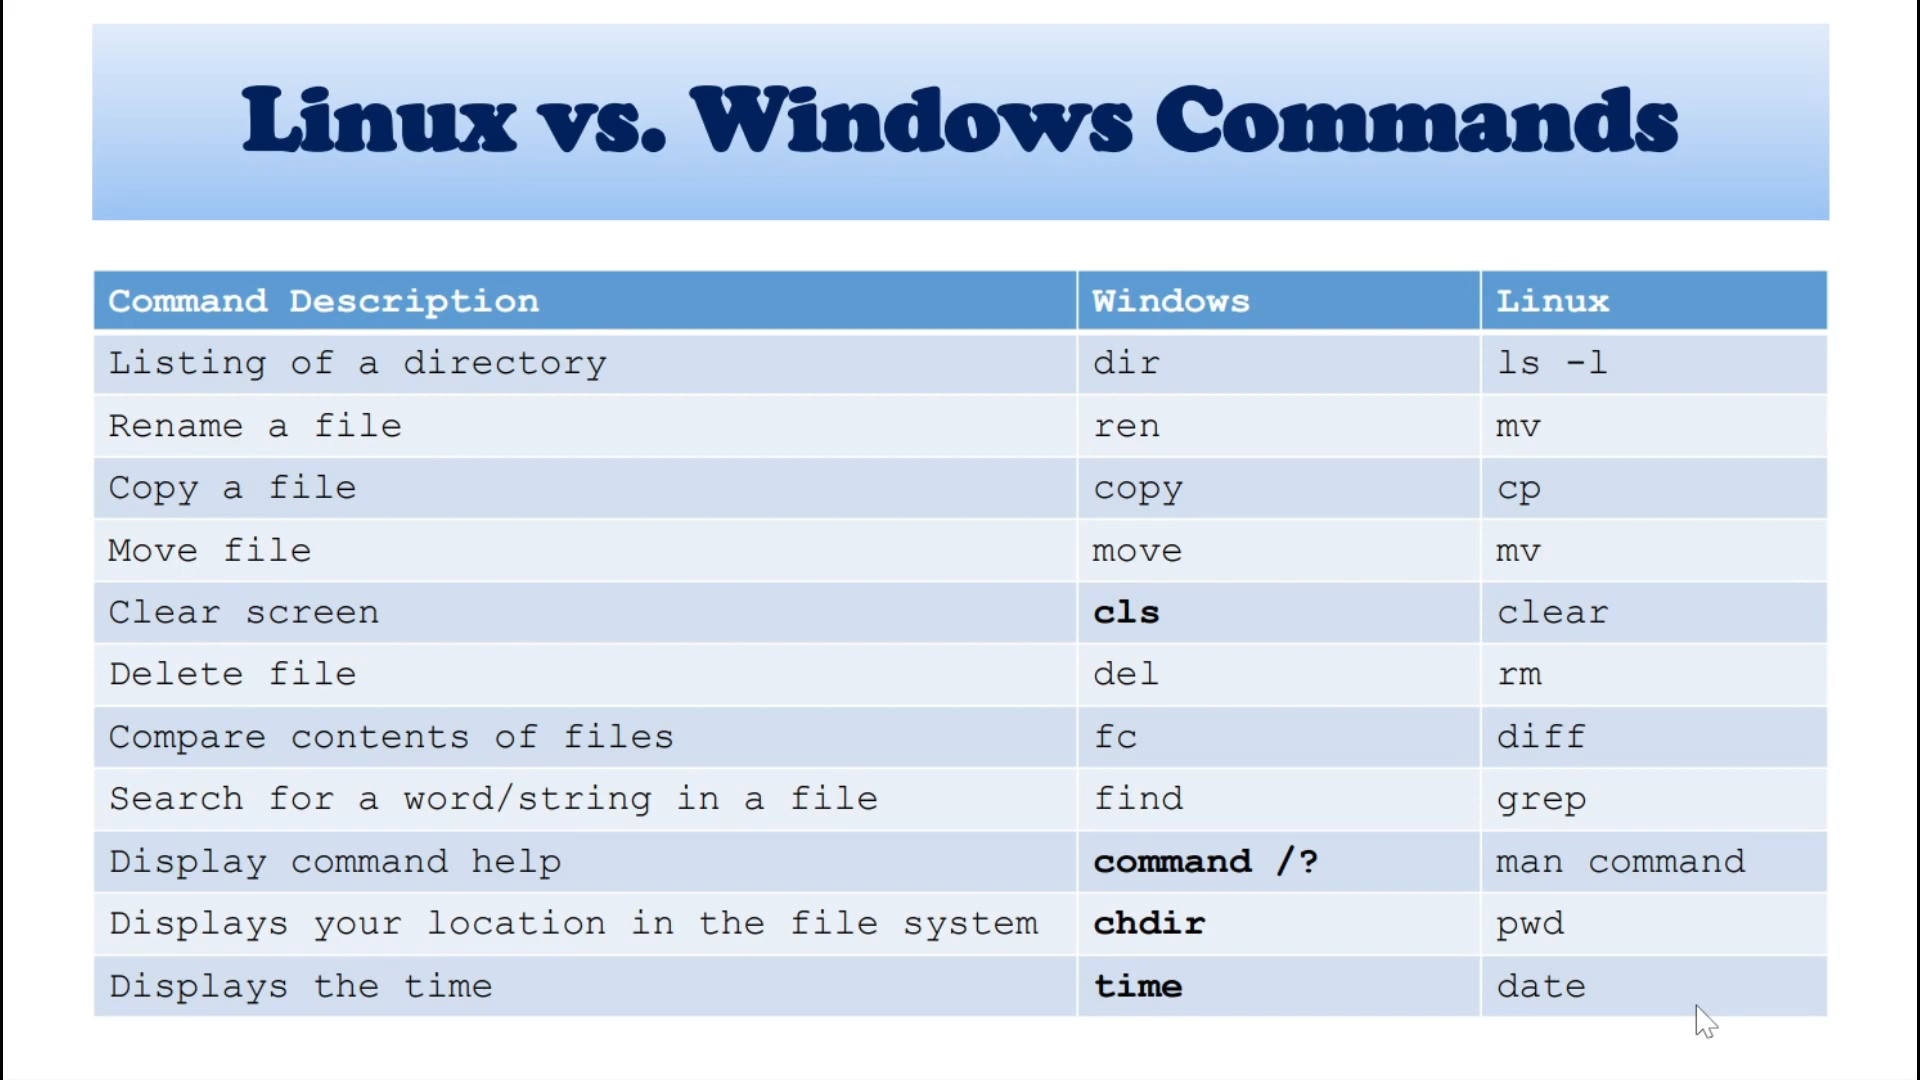 Linux vs. Windows Commands
Command Description Windows Linux
Listing of a directory dir ls -l
Rename a file ren mv
Copy a file copy cp
Move file move mv
Clear screen cls clear
Delete file del rm
Compare contents of files fc diff
Search for a word/string in a file find grep
Display command help command /? man command
Displays your location in the file system chdir pwd
Displays the time time date